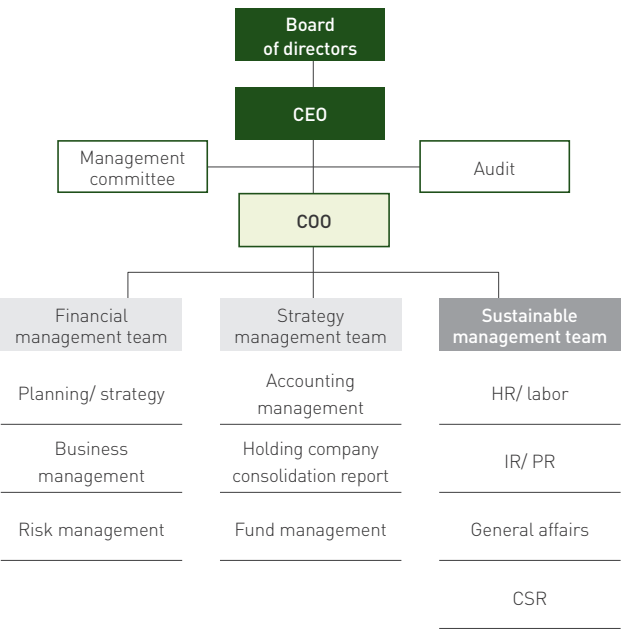 Board
of directors
CEO
Management
committee
Audit
COO
Financial
management team
Strategy
management team
Sustainable
management team
Planning/ strategy
Accounting
management
HR/ labor
Business
management
Holding company
consolidation report
IR/ PR
Risk management
Fund management
General affairs
CSR